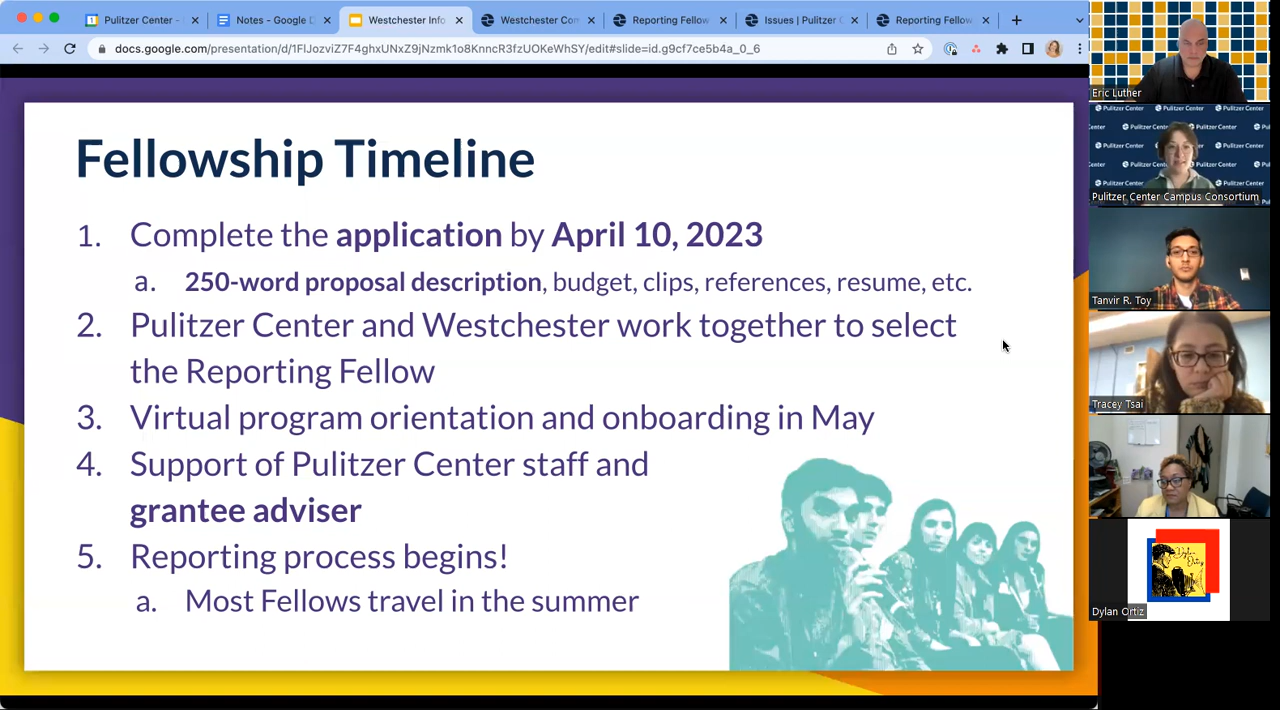 Pulitzer Center -
Notes - Google D
Westchester Info
Westchester Con
Reporting Fellow
Issues | Pulitzer C
Reporting Fellow
docs.google.com/presentation/d/1FlJozviZ7F4ghxUNxZ9jNzmk1o8KnncR3fzUOKeWhSY/edit#slide=id.g9cf7ce5b4a_0_6
Fellowship Timeline
1. Complete the application by April 10, 2023
a. 250-word proposal description, budget, clips, references, resume, etc.
2. Pulitzer Center and Westchester work together to select
the Reporting Fellow
3. Virtual program orientation and onboarding in May
4. Support of Pulitzer Center staff and
grantee adviser
5. Reporting process begins!
a. Most Fellows travel in the summer
Eric Luther
Pulitzer Center
Pulitzer Center Campus Consortium
Tanvir R. Toy
Tracey Tsai
Dylan Ortiz